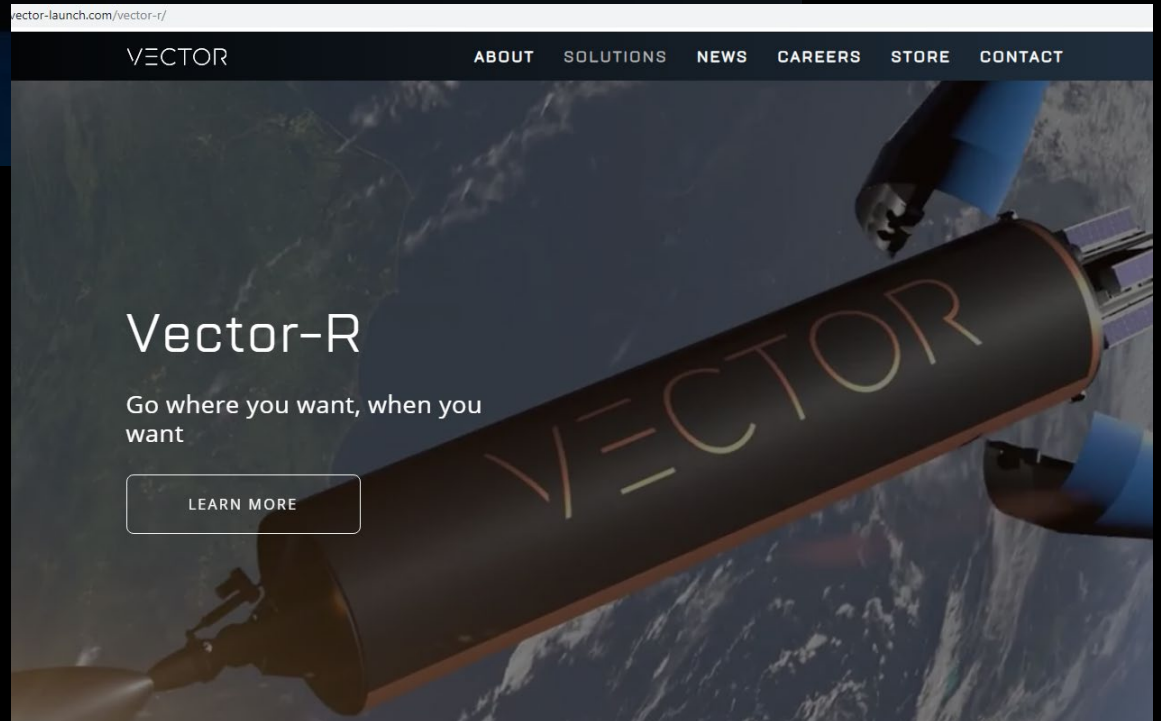 vector-launch.com/vector-r/
VECTOR
ABOUT SOLUTIONS NEWS CAREERS STORE CONTACT
VECTOR
Vector-R
Go where you want, when you
want
LEARN MORE